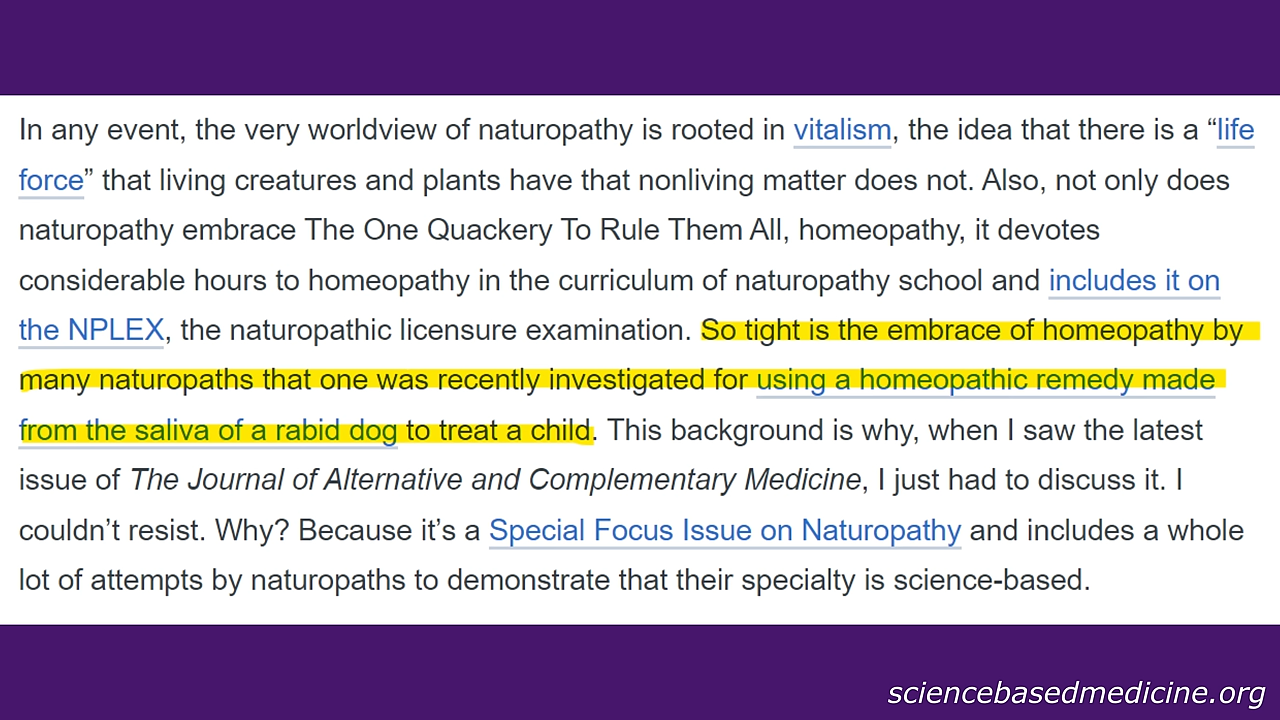 In any event, the very worldview of naturopathy is rooted in vitalism, the idea that there is a “life
force” that living creatures and plants have that nonliving matter does not. Also, not only does
naturopathy embrace The One Quackery To Rule Them All, homeopathy, it devotes
considerable hours to homeopathy in the curriculum of naturopathy school and includes it on
the NPLEX, the naturopathic licensure examination. So tight is the embrace of homeopathy by
many naturopaths that one was recently investigated for using a homeopathic remedy made
from the saliva of a rabid dog to treat a child. This background is why, when I saw the latest
issue of The Journal of Alternative and Complementary Medicine, I just had to discuss it. I
couldn’t resist. Why? Because it’s a Special Focus Issue on Naturopathy and includes a whole
lot of attempts by naturopaths to demonstrate that their specialty is science-based.
sciencebasedmedicine.org